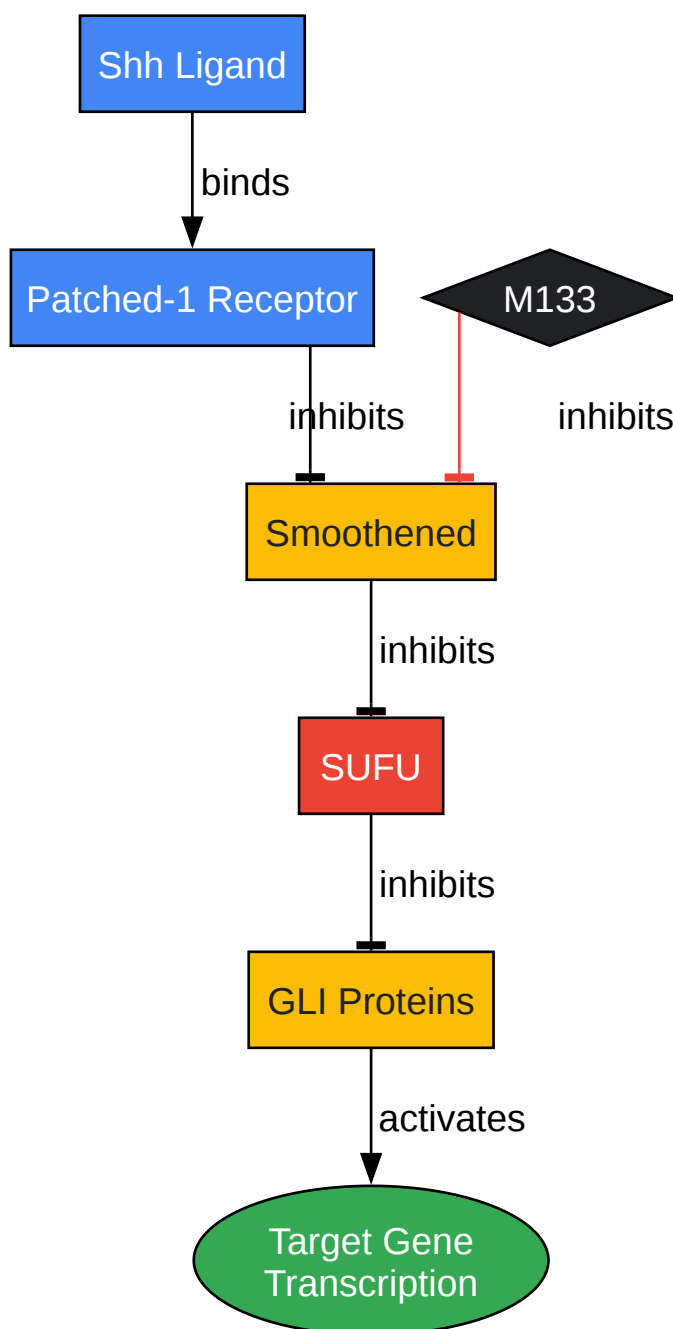 Shh Ligand
binds
Patched-1 Receptor
M133
inhibits
inhibits
Smoothened
inhibits
SUFU
inhibits
GLI Proteins
activates
Target Gene
Transcription